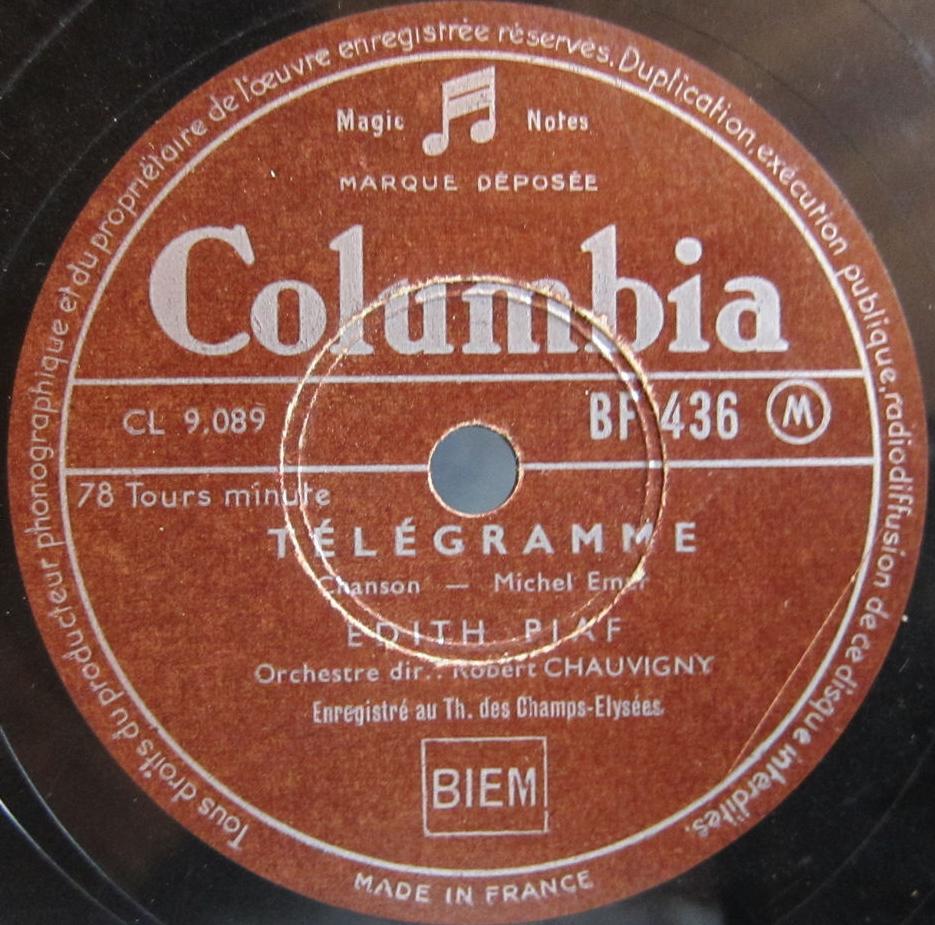 Tous droits du producteur phonographique et du propriétaire de l'œuvre enregistrée réservés. Duplication, exécution publique, radiodiffusion de ce disque interdites.
Magic Notes
MARQUE DÉPOSÉE
Columbia
CL 9.089 BF 436 M
78 Tours minute
TÉLÉGRAMME
Chanson — Michel Emer
EDITH PIAF
Orchestre dir.: Robert CHAUVIGNY
Enregistré au Th. des Champs-Elysées
BIEM
MADE IN FRANCE